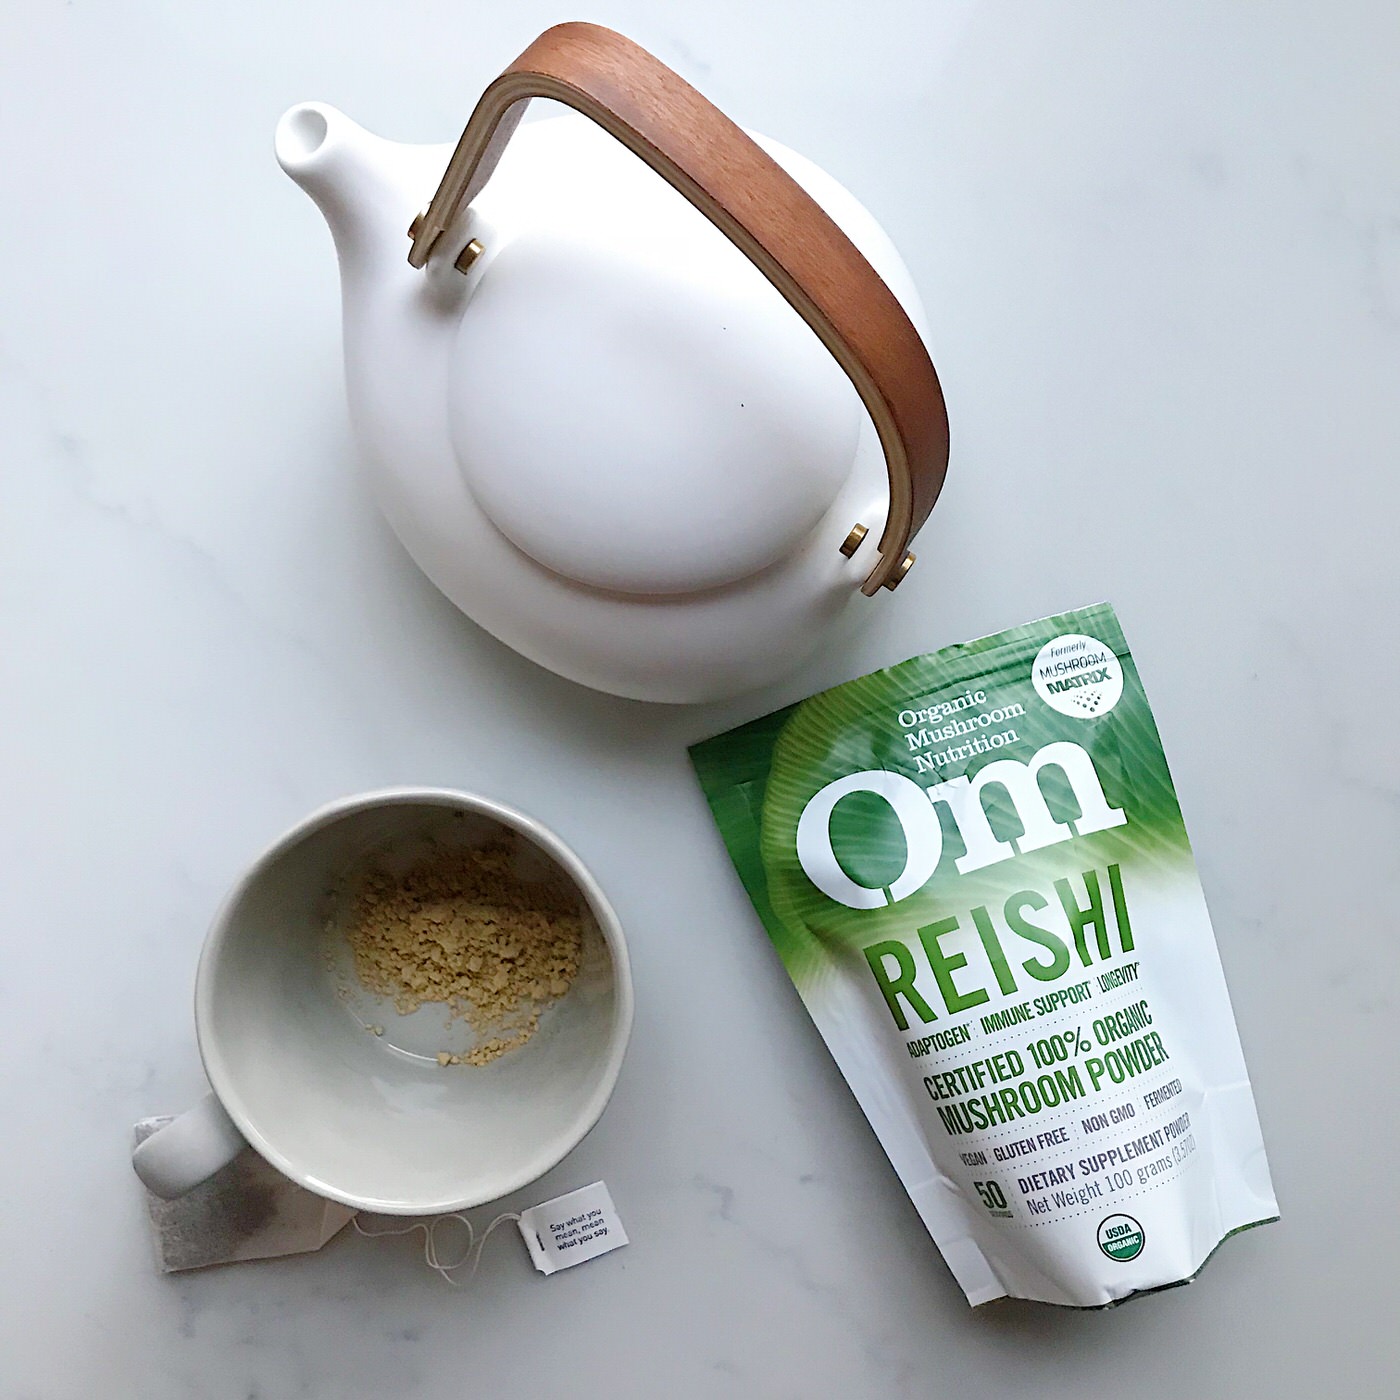 Formerly
MUSHROOM
MATRIX
Organic
Mushroom
Nutrition
Om
REISHI
ADAPTOGEN* IMMUNE SUPPORT* LONGEVITY*
CERTIFIED 100% ORGANIC
MUSHROOM POWDER
VEGAN GLUTEN FREE NON GMO FERMENTED
50
DIETARY SUPPLEMENT POWDER
Net Weight 100 grams (3.57OZ)
USDA
ORGANIC
Say what you
mean, mean
what you say.